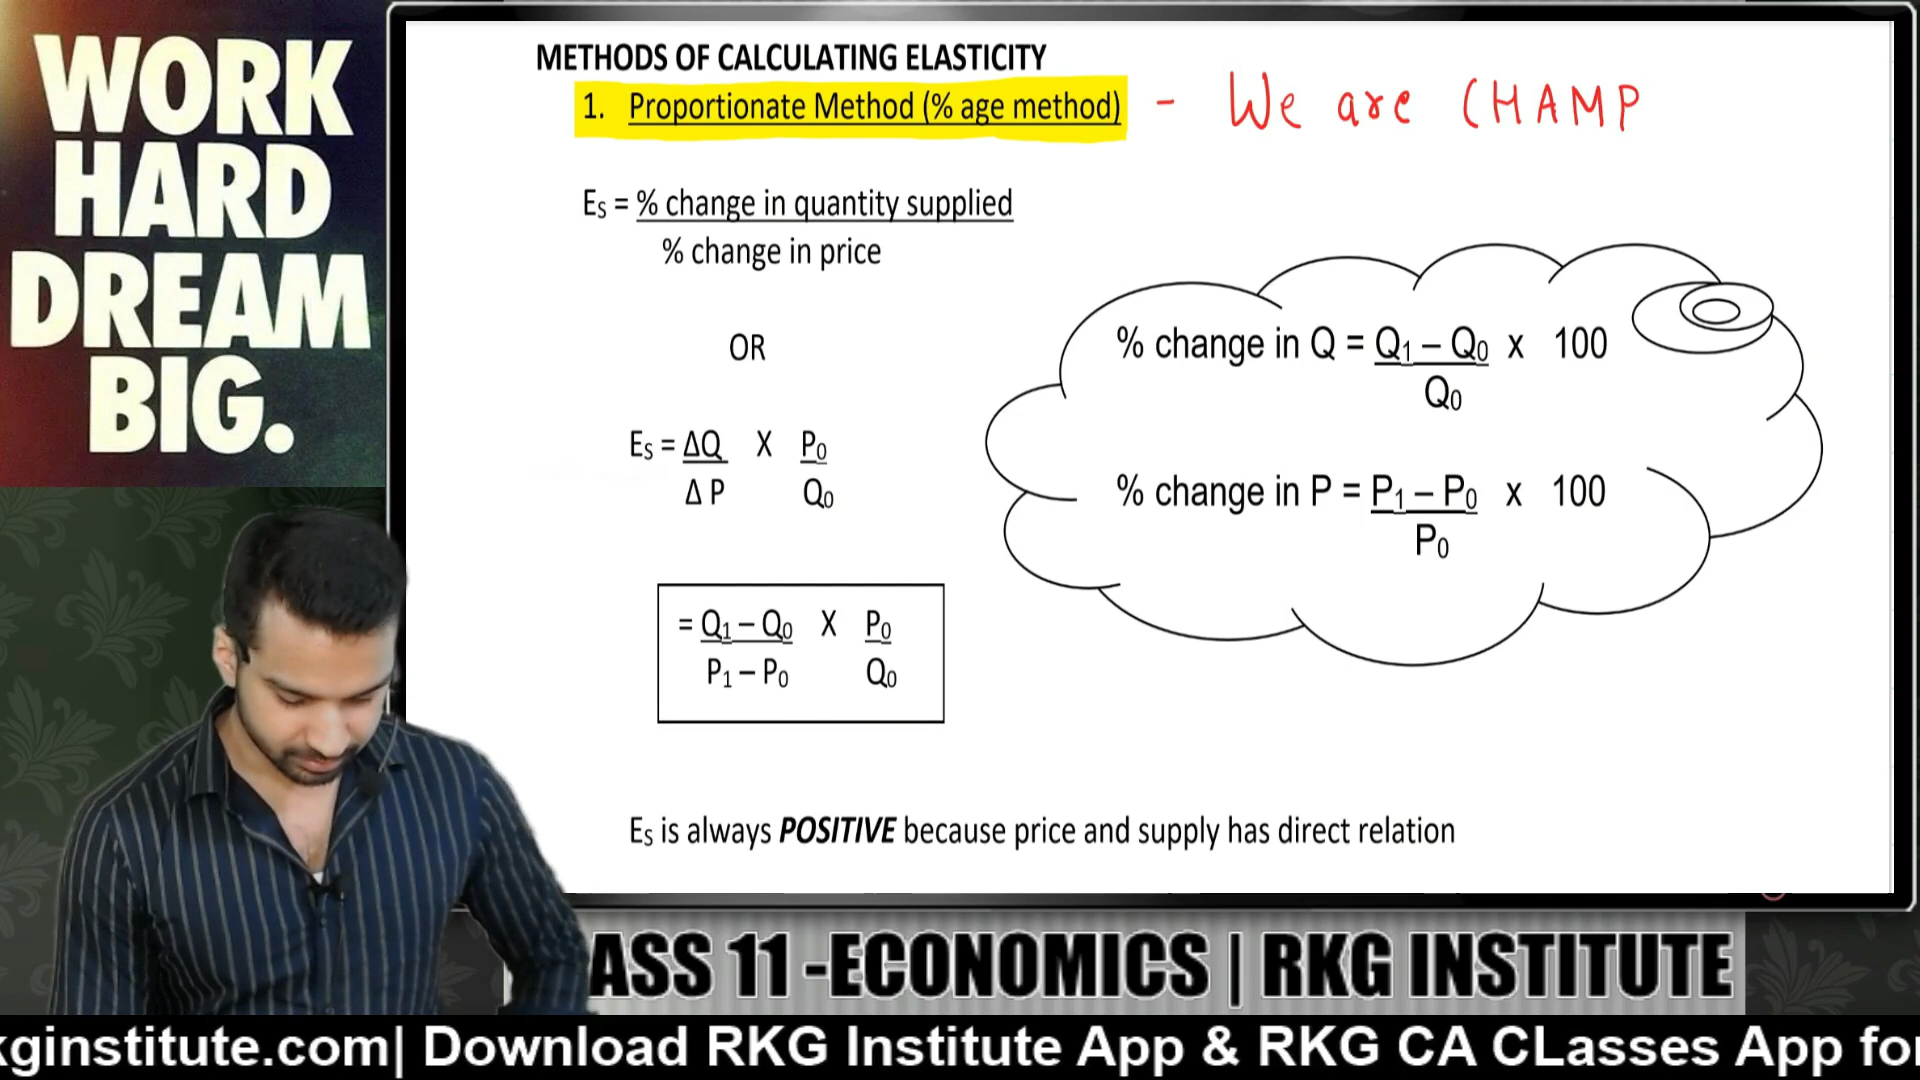 WORK
HARD
DREAM
BIG.
METHODS OF CALCULATING ELASTICITY
1. Proportionate Method (% age method) - We are CHAMP
Es = % change in quantity supplied
% change in price
OR
Es = ΔQ X P0
Δ P Q0
= Q1 – Q0 X P0
P1 – P0 Q0
% change in Q = Q1 – Q0 x 100
Q0
% change in P = P1 – P0 x 100
P0
Es is always POSITIVE because price and supply has direct relation
ASS 11 -ECONOMICS | RKG INSTITUTE
kginstitute.com| Download RKG Institute App & RKG CA CLasses App for